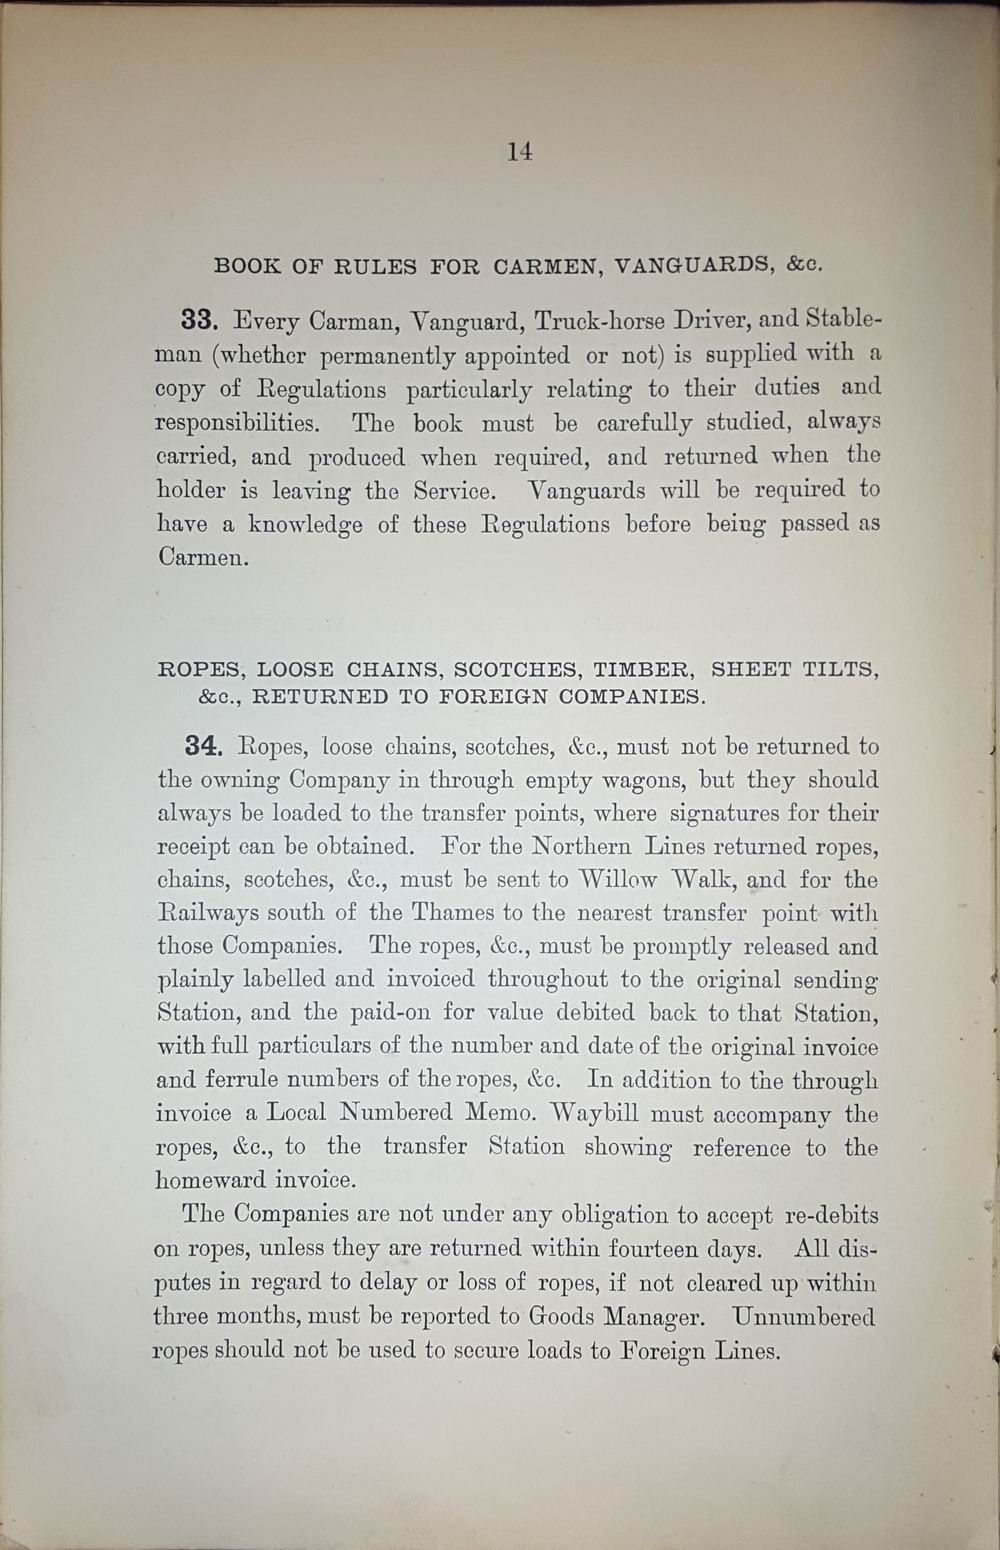 14
BOOK OF RULES FOR CARMEN, VANGUARDS, &c.
33. Every Carman, Vanguard, Truck-horse Driver, and Stable-
man (whether permanently appointed or not) is supplied with a
copy of Regulations particularly relating to their duties and
responsibilities. The book must be carefully studied, always
carried, and produced when required, and returned when the
holder is leaving the Service. Vanguards will be required to
have a knowledge of these Regulations before being passed as
Carmen.
ROPES, LOOSE CHAINS, SCOTCHES, TIMBER, SHEET TILTS,
&c., RETURNED TO FOREIGN COMPANIES.
34. Ropes, loose chains, scotches, &c., must not be returned to
the owning Company in through empty wagons, but they should
always be loaded to the transfer points, where signatures for their
receipt can be obtained. For the Northern Lines returned ropes,
chains, scotches, &c., must be sent to Willow Walk, and for the
Railways south of the Thames to the nearest transfer point with
those Companies. The ropes, &c., must be promptly released and
plainly labelled and invoiced throughout to the original sending
Station, and the paid-on for value debited back to that Station,
with full particulars of the number and date of the original invoice
and ferrule numbers of the ropes, &c. In addition to the through
invoice a Local Numbered Memo. Waybill must accompany the
ropes, &c., to the transfer Station showing reference to the
homeward invoice.
The Companies are not under any obligation to accept re-debits
on ropes, unless they are returned within fourteen days. All dis-
putes in regard to delay or loss of ropes, if not cleared up within
three months, must be reported to Goods Manager. Unnumbered
ropes should not be used to secure loads to Foreign Lines.